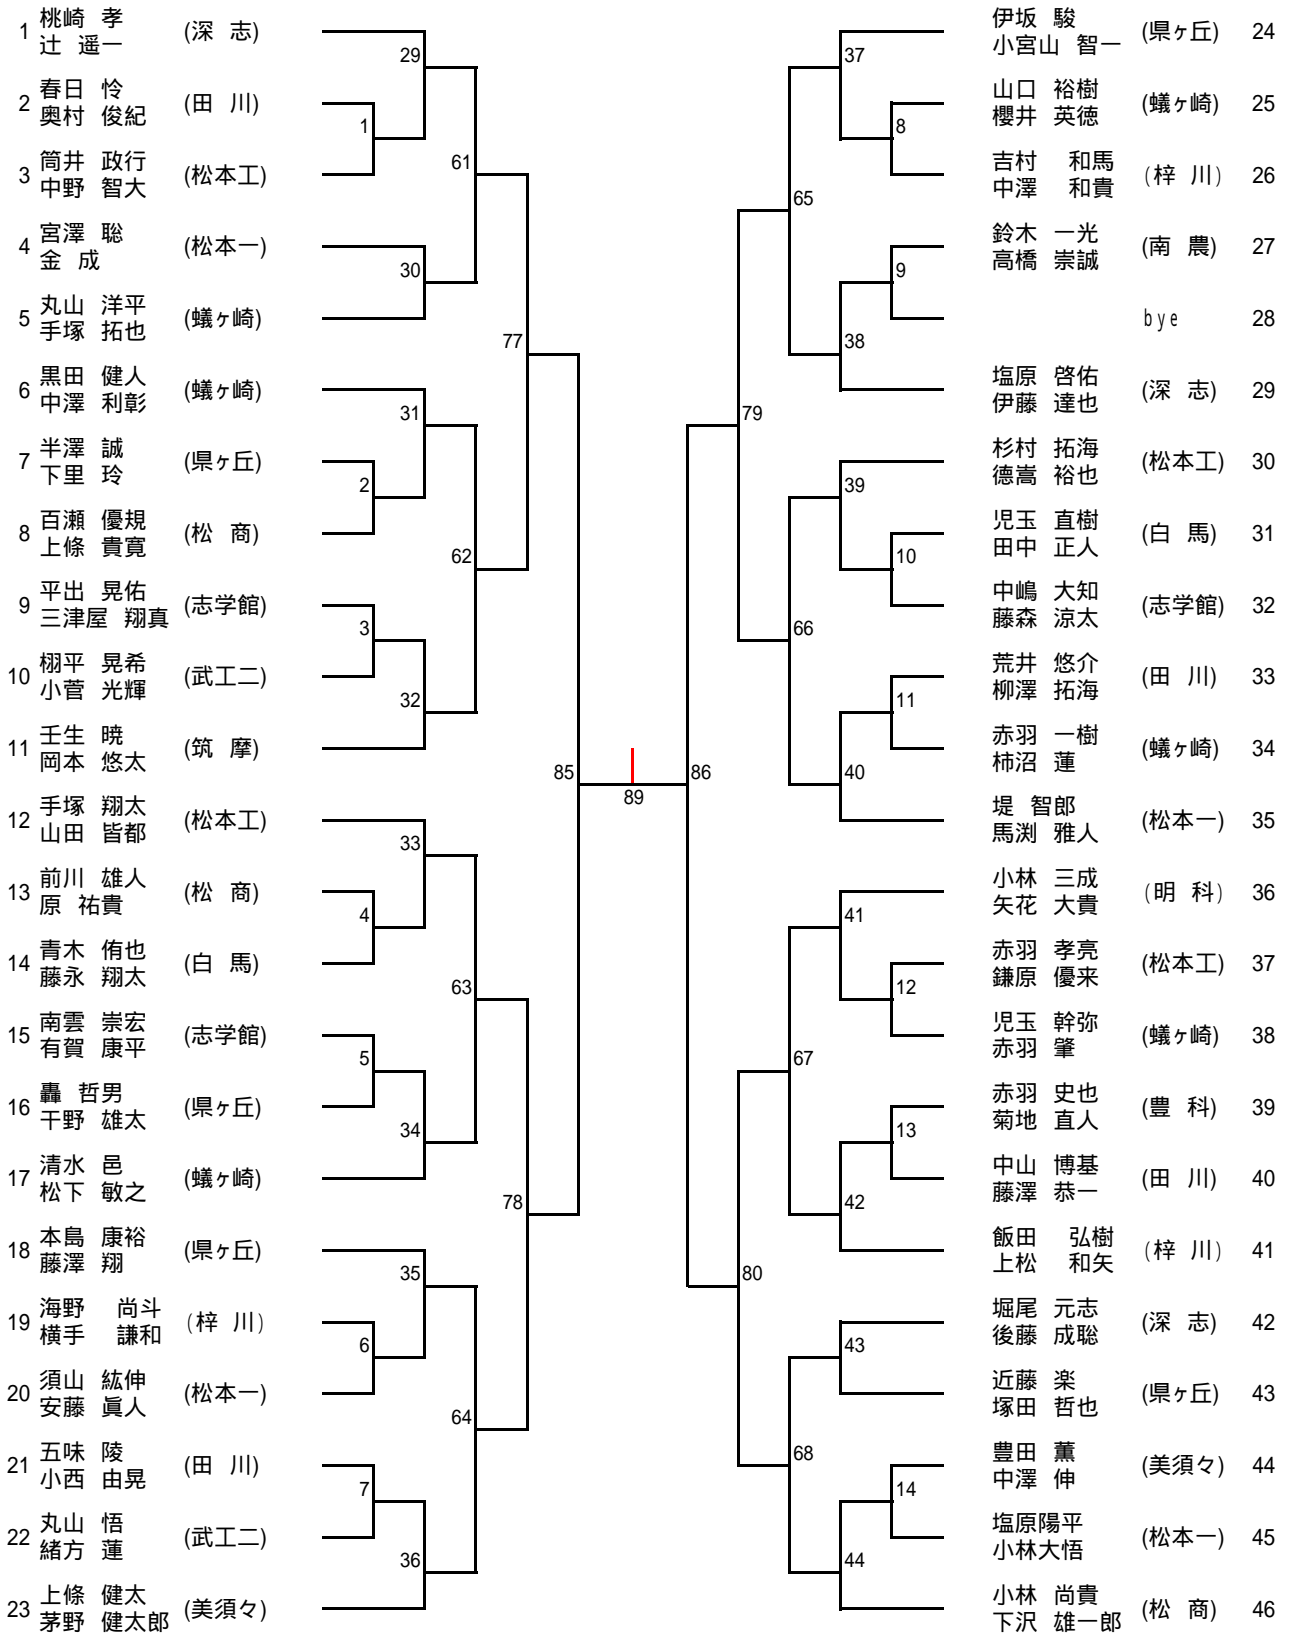 1 桃崎 孝 (深 志)
辻 遥一
2 春日 怜 (田 川)
奥村 俊紀
3 筒井 政行 (松本工)
中野 智大
4 宮澤 聡 (松本一)
金 成
5 丸山 洋平 (蟻ヶ崎)
手塚 拓也
6 黒田 健人 (蟻ヶ崎)
中澤 利彰
7 半澤 誠 (県ヶ丘)
下里 玲
8 百瀬 優規 (松 商)
上條 貴寛
9 平出 晃佑 (志学館)
三津屋 翔真
10 栩平 晃希 (武工二)
小菅 光輝
11 壬生 暁 (筑 摩)
岡本 悠太
12 手塚 翔太 (松本工)
山田 皆都
13 前川 雄人 (松 商)
原 祐貴
14 青木 侑也 (白 馬)
藤永 翔太
15 南雲 崇宏 (志学館)
有賀 康平
16 轟 哲男 (県ヶ丘)
干野 雄太
17 清水 邑 (蟻ヶ崎)
松下 敏之
18 本島 康裕 (県ヶ丘)
藤澤 翔
19 海野 尚斗 (梓 川)
横手 謙和
20 須山 紘伸 (松本一)
安藤 眞人
21 五味 陵 (田 川)
小西 由晃
22 丸山 悟 (武工二)
緒方 蓮
23 上條 健太 (美須々)
茅野 健太郎
29
1
61
30
77
31
2
62
3
32
85
33
4
63
5
34
78
35
6
64
7
36
89
86
37
8
65
9
38
79
39
10
66
11
40
41
12
67
13
42
80
43
68
14
44
伊坂 駿 (県ヶ丘) 24
小宮山 智一
山口 裕樹 (蟻ヶ崎) 25
櫻井 英徳
吉村 和馬 (梓 川) 26
中澤 和貴
鈴木 一光 (南 農) 27
高橋 崇誠
bye 28
塩原 啓佑 (深 志) 29
伊藤 達也
杉村 拓海 (松本工) 30
德嵩 裕也
児玉 直樹 (白 馬) 31
田中 正人
中嶋 大知 (志学館) 32
藤森 涼太
荒井 悠介 (田 川) 33
柳澤 拓海
赤羽 一樹 (蟻ヶ崎) 34
柿沼 蓮
堤 智郎 (松本一) 35
馬渕 雅人
小林 三成 (明 科) 36
矢花 大貴
赤羽 孝亮 (松本工) 37
鎌原 優来
児玉 幹弥 (蟻ヶ崎) 38
赤羽 肇
赤羽 史也 (豊 科) 39
菊地 直人
中山 博基 (田 川) 40
藤澤 恭一
飯田 弘樹 (梓 川) 41
上松 和矢
堀尾 元志 (深 志) 42
後藤 成聡
近藤 楽 (県ヶ丘) 43
塚田 哲也
豊田 薫 (美須々) 44
中澤 伸
塩原陽平 (松本一) 45
小林大悟
小林 尚貴 (松 商) 46
下沢 雄一郎